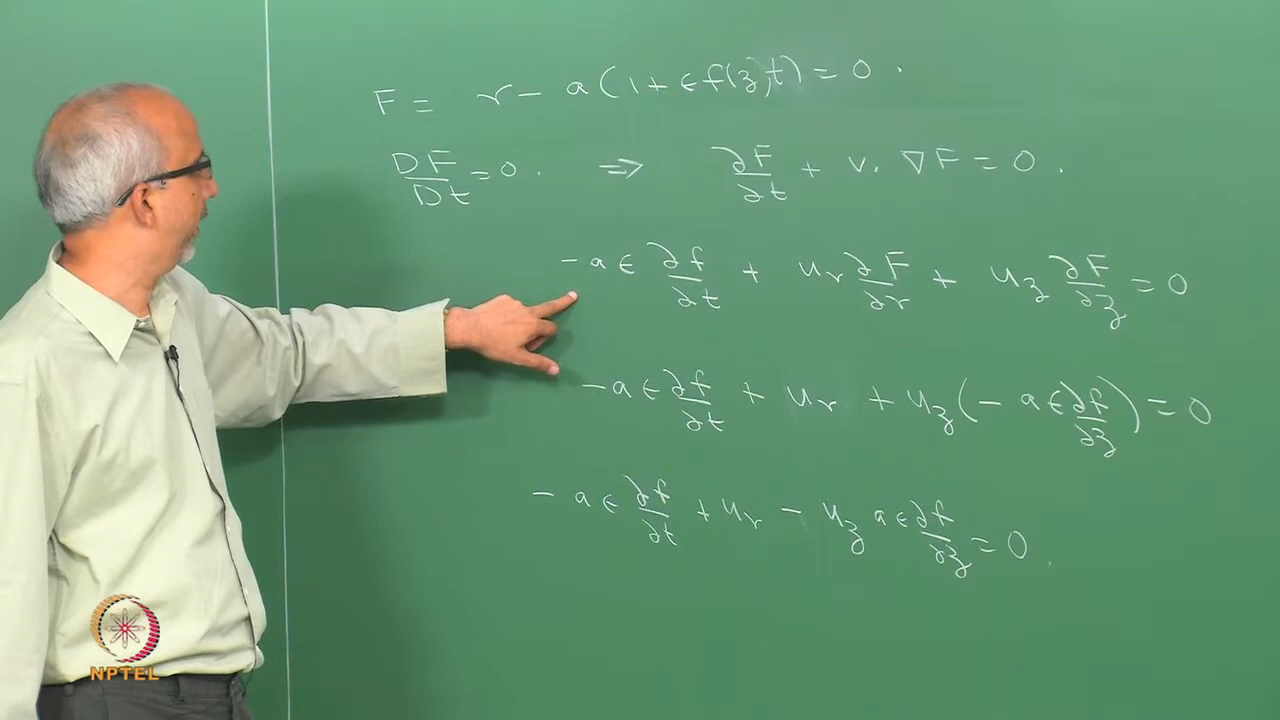 F = r - a(1 + ϵ f(z,t)) = 0.
DF/Dt = 0. ⇒ ∂F/∂t + v. ∇F = 0.
- a ϵ ∂f/∂t + u_r ∂F/∂r + u_z ∂F/∂z = 0
- a ϵ ∂f/∂t + u_r + u_z (- a ϵ ∂f/∂z) = 0
- a ϵ ∂f/∂t + u_r - u_z a ϵ ∂f/∂z = 0.
NPTEL